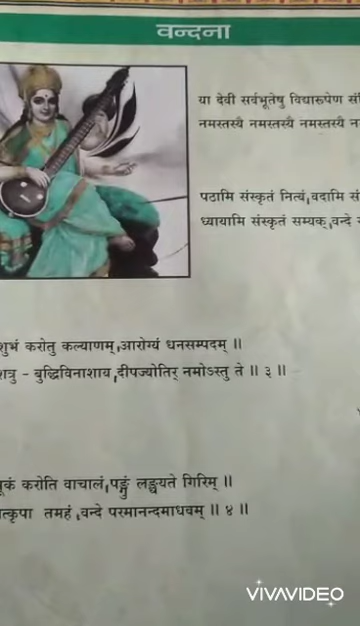 वन्दना
या देवी सर्वभूतेषु विद्यारूपेण
नमस्तस्यै नमस्तस्यै नमस्तस्यै
पठामि संस्कृतं नित्यं, वदामि
ध्यायामि संस्कृतं सम्यक्, वन्दे
शुभं करोतु कल्याणम्, आरोग्यं धनसम्पदम् ॥
शत्रु - बुद्धिविनाशाय, दीपज्योतिर् नमोऽस्तु ते ॥ ३ ॥
करोति वाचालं, पङ्गुं लङ्घयते गिरिम् ॥
तमहं, वन्दे परमानन्दमाधवम् ॥ ४ ॥
VIVAVIDEO